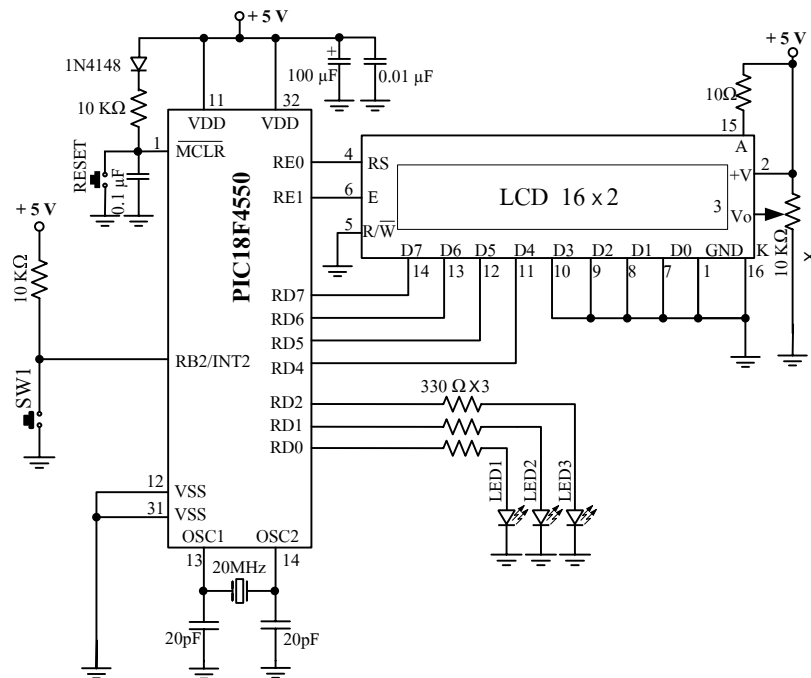 + 5 V
+ 5 V
1N4148
+
100 µF
0.01 µF
10Ω
10 KΩ
11
32
VDD
VDD
15
A
1
MCLR
RE0
4
RS
+V
2
RESET
0.1 µF
PIC18F4550
RE1
6
E
LCD 16 x 2
3
Vo
+ 5 V
5
R/W
10 KΩ
X
D7
D6
D5
D4
D3
D2
D1
D0
GND
K
14
13
12
11
10
9
8
7
1
16
10 KΩ
RD7
RD6
RD5
RD4
RB2/INT2
SW1
330 Ω X 3
RD2
RD1
RD0
LED1
LED2
LED3
12
VSS
31
VSS
OSC1
OSC2
13
14
20MHz
20pF
20pF